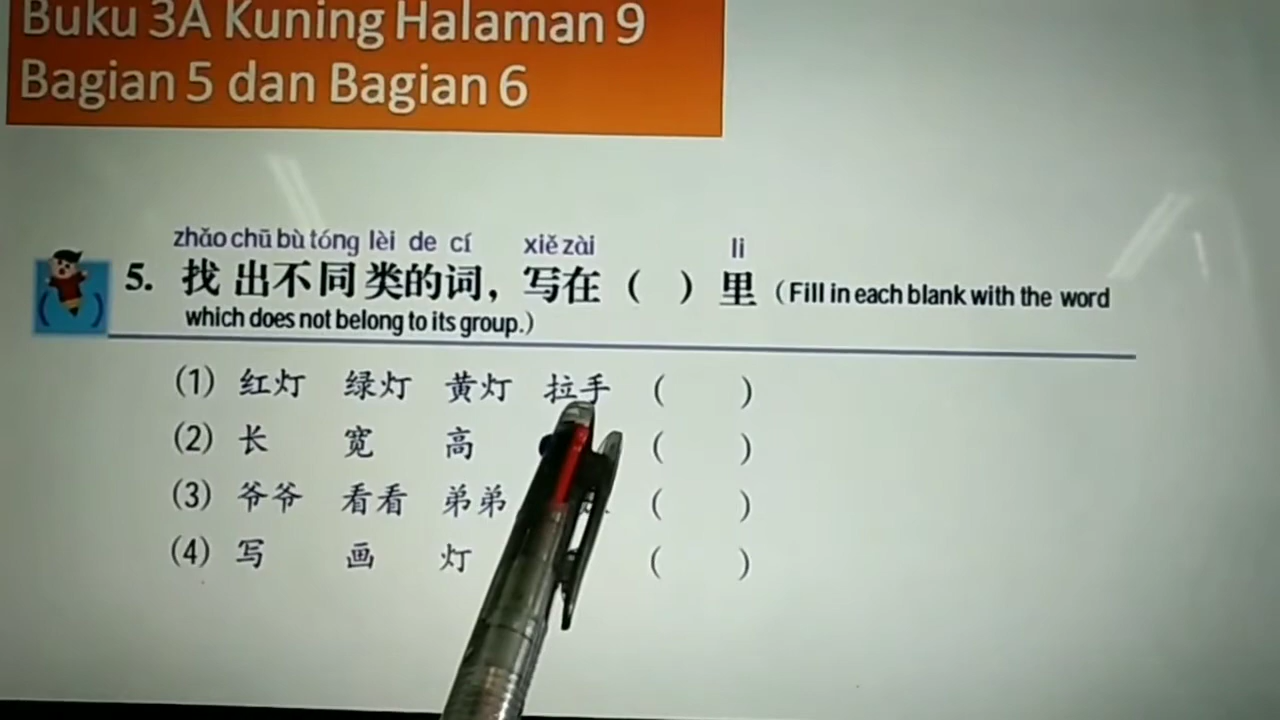 Buku 3A Kuning Halaman 9
Bagian 5 dan Bagian 6
zhǎo chū bù tóng lèi de cí xiě zài li
5. 找出不同类的词，写在（ ）里（Fill in each blank with the word
which does not belong to its group.）
(1) 红灯 绿灯 黄灯 拉手 ( )
(2) 长 宽 高 ( )
(3) 爷爷 看看 弟弟 ( )
(4) 写 画 灯 ( )